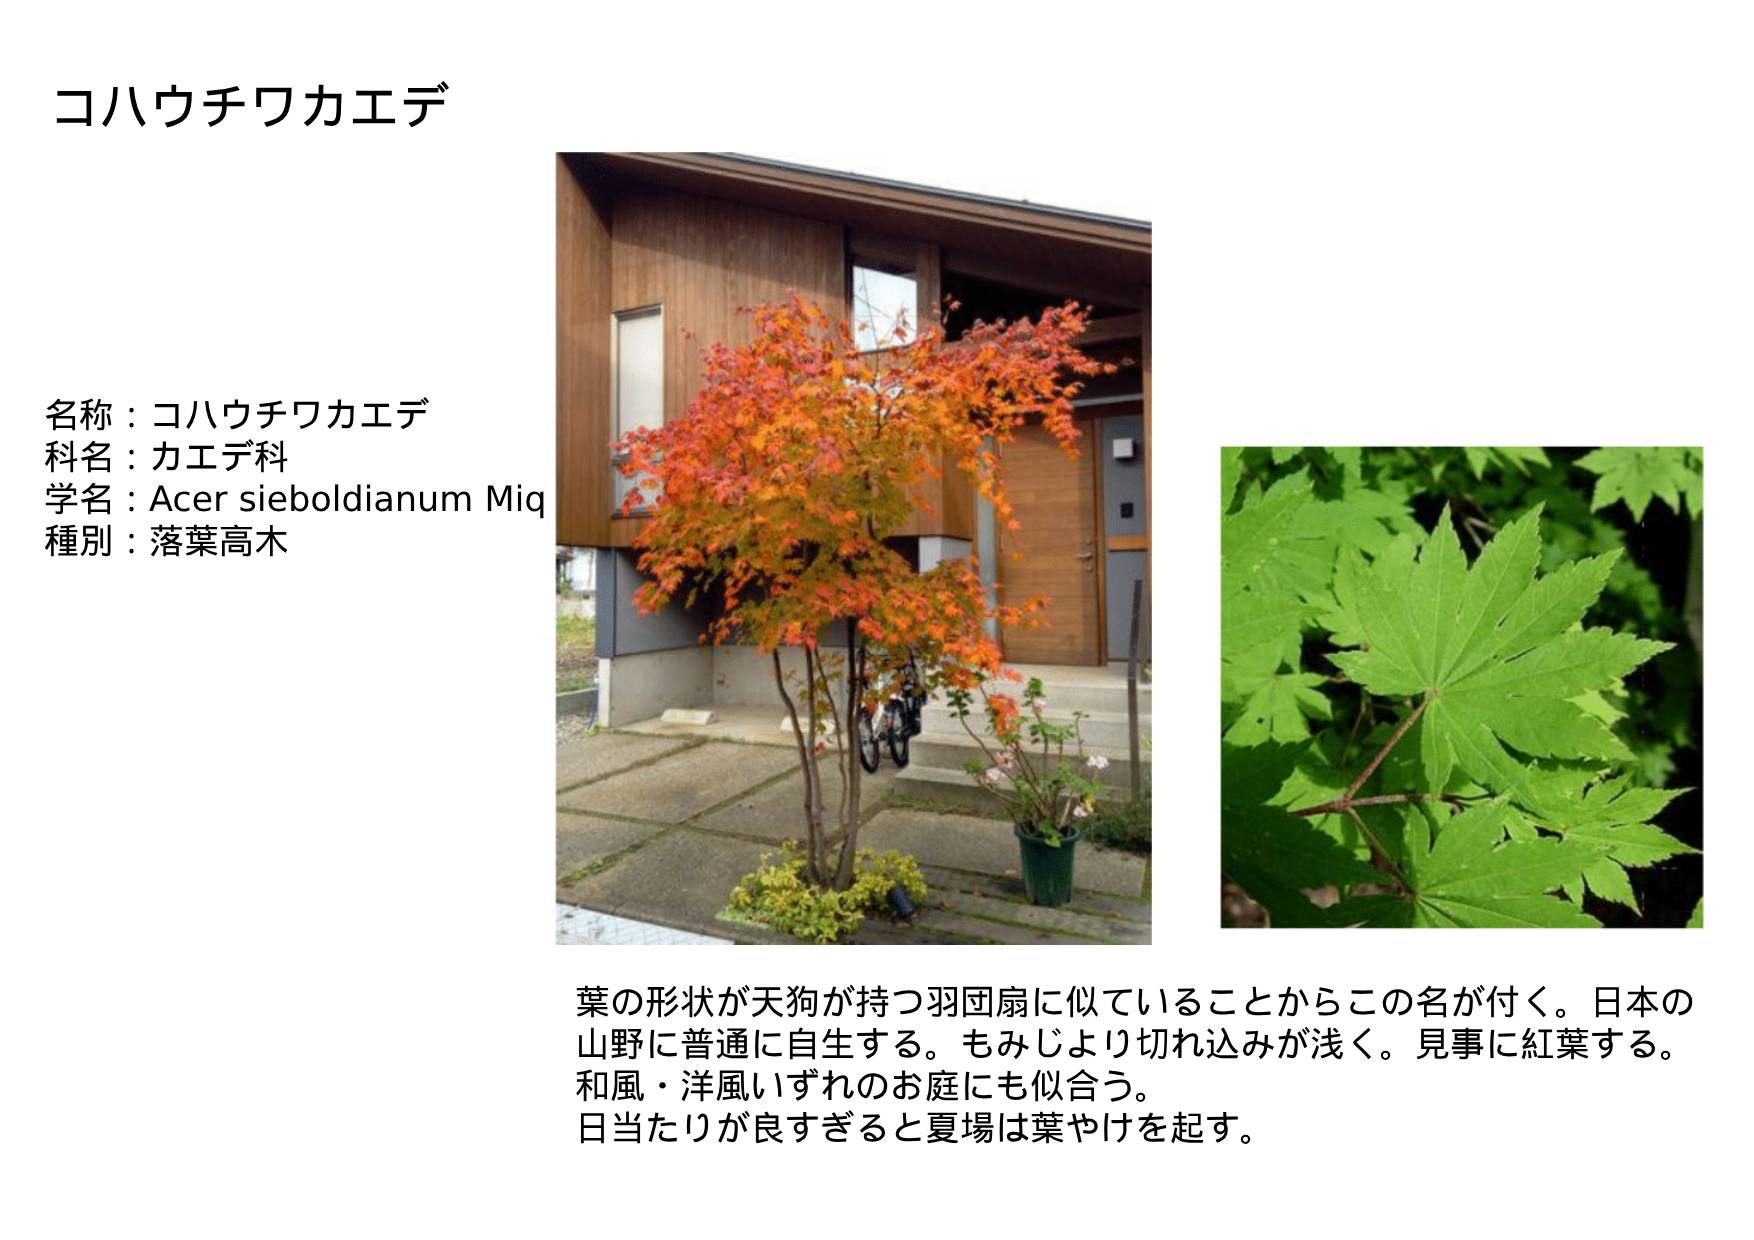 コハウチワカエデ
名称：コハウチワカエデ
科名：カエデ科
学名：Acer sieboldianum Miq
種別：落葉高木
葉の形状が天狗が持つ羽団扇に似ていることからこの名が付く。日本の
山野に普通に自生する。もみじより切れ込みが浅く。見事に紅葉する。
和風・洋風いずれのお庭にも似合う。
日当たりが良すぎると夏場は葉やけを起す。